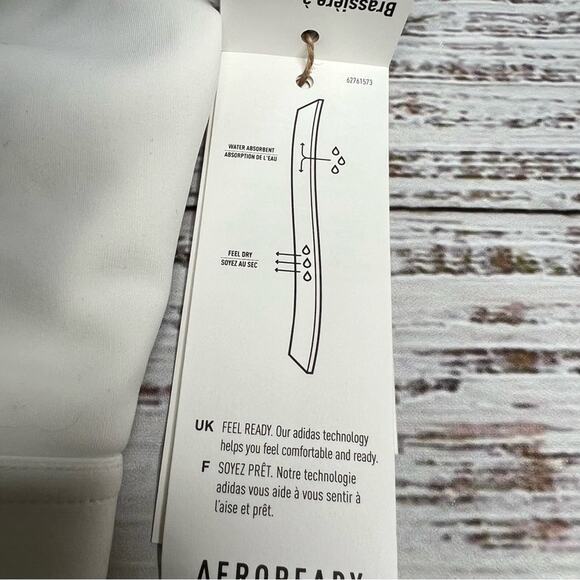 Brassière à
62761573
WATER ABSORBENT
ABSORPTION DE L'EAU
FEEL DRY
SOYEZ AU SEC
UK FEEL READY. Our adidas technology
helps you feel comfortable and ready.
F SOYEZ PRÊT. Notre technologie
adidas vous aide à vous sentir à
l'aise et prêt.
AEROREADY